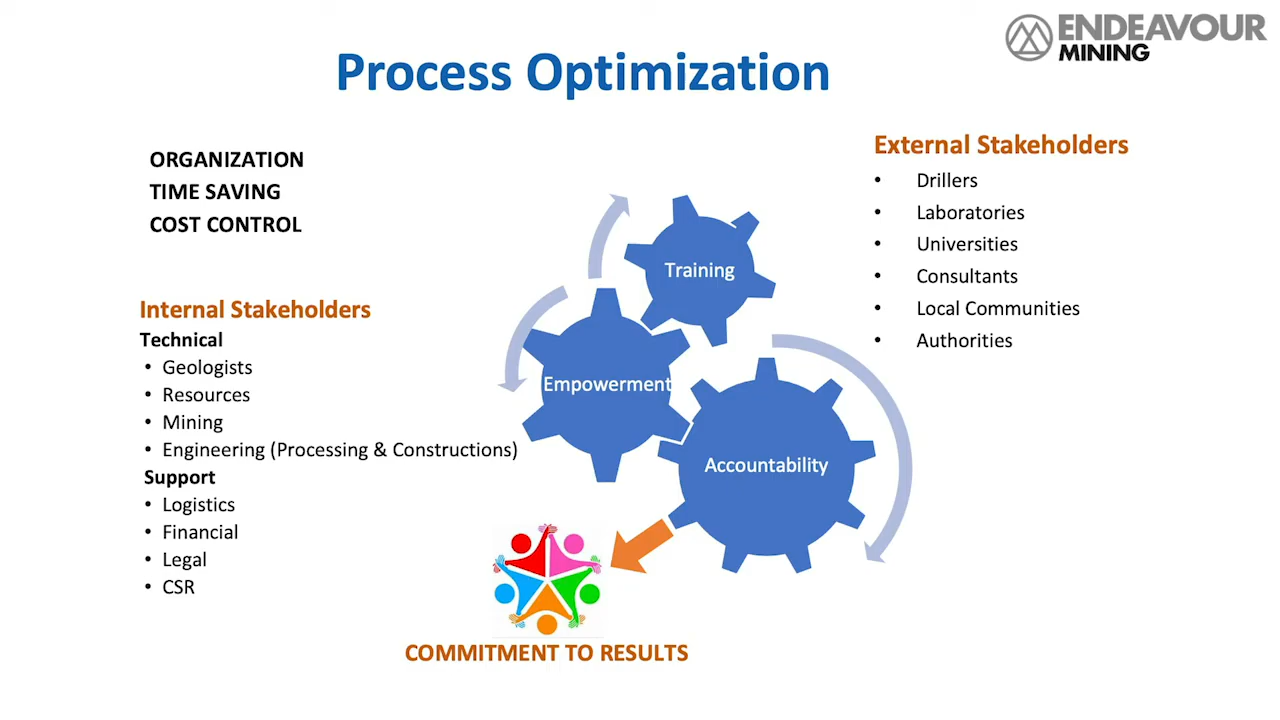 ENDEAVOUR
MINING
Process Optimization
ORGANIZATION
TIME SAVING
COST CONTROL
Internal Stakeholders
Technical
• Geologists
• Resources
• Mining
• Engineering (Processing & Constructions)
Support
• Logistics
• Financial
• Legal
• CSR
Training
Empowerment
Accountability
COMMITMENT TO RESULTS
External Stakeholders
• Drillers
• Laboratories
• Universities
• Consultants
• Local Communities
• Authorities